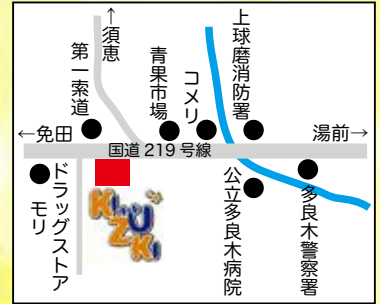 ↑須恵
第一索道
青果市場
コメリ
上球磨消防署
←免田
湯前→
国道219号線
ドラッグストア
モリ
KIZUKI
公立多良木病院
多良木警察署